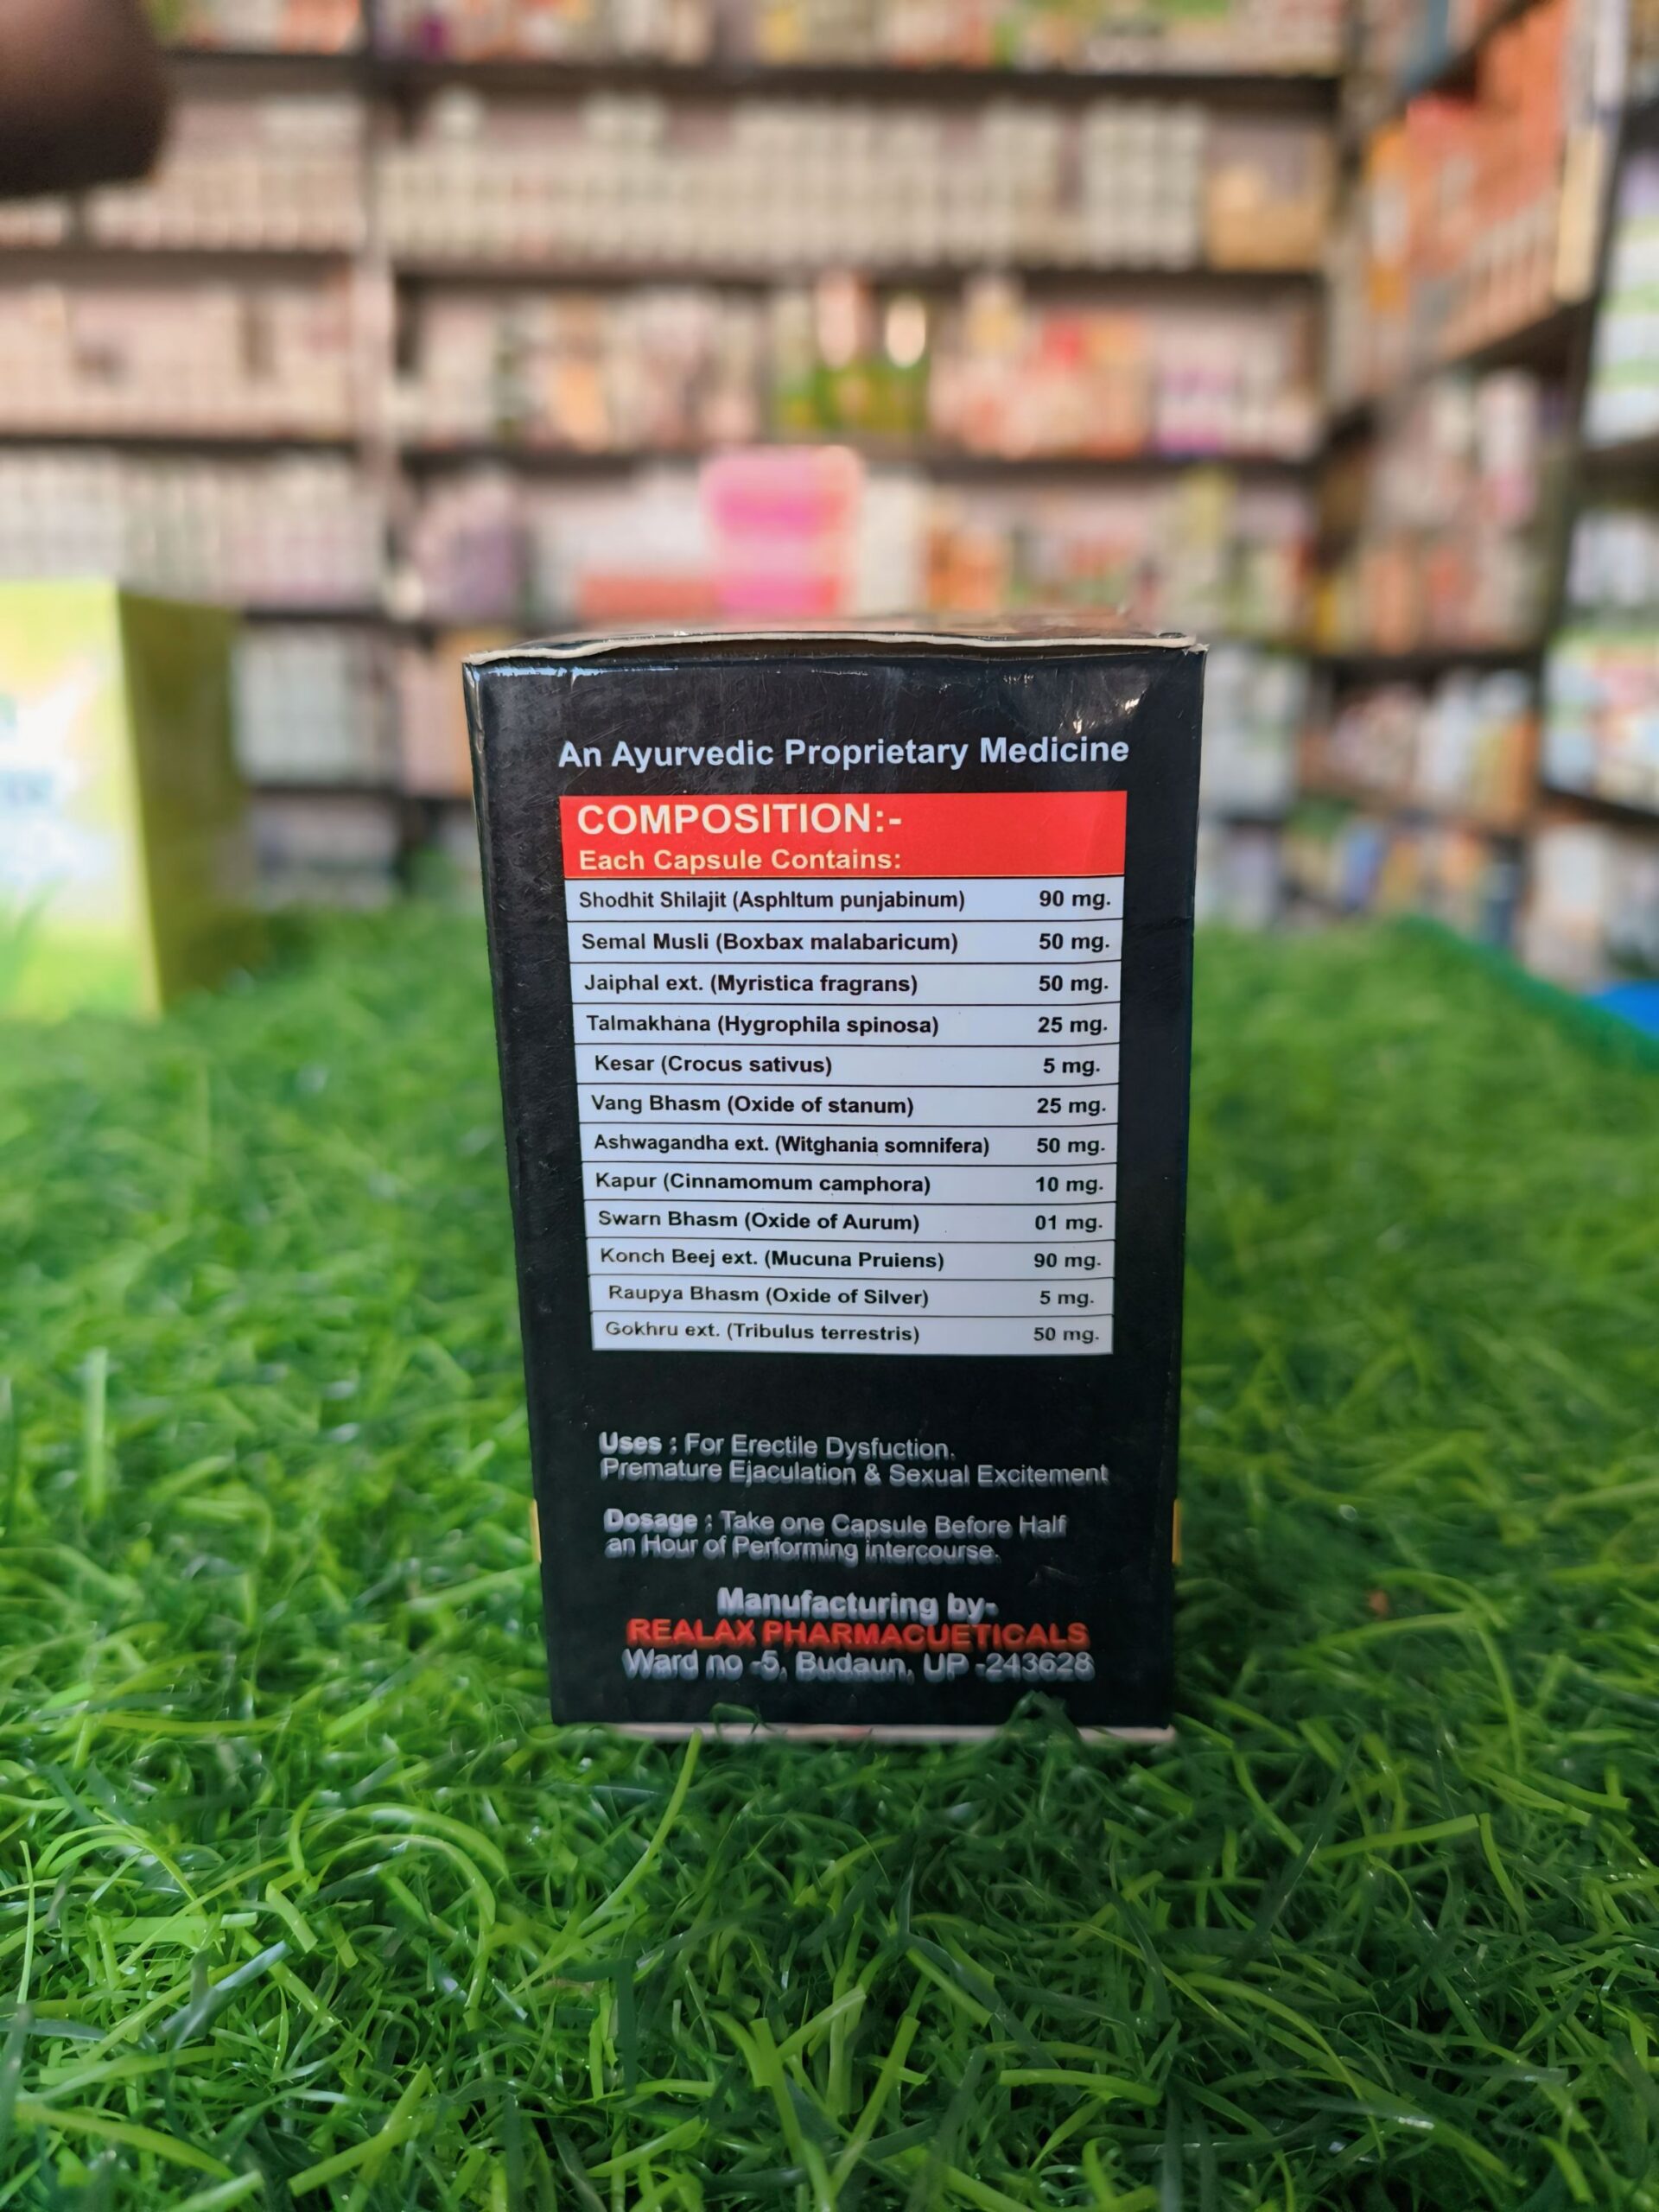 An Ayurvedic Proprietary Medicine
COMPOSITION:-
Each Capsule Contains:
Shodhit Shilajit (Asphltum punjabinum) 90 mg.
Semal Musli (Boxbax malabaricum) 50 mg.
Jaiphal ext. (Myristica fragrans) 50 mg.
Talmakhana (Hygrophila spinosa) 25 mg.
Kesar (Crocus sativus) 5 mg.
Vang Bhasm (Oxide of stanum) 25 mg.
Ashwagandha ext. (Witghania somnifera) 50 mg.
Kapur (Cinnamomum camphora) 10 mg.
Swarn Bhasm (Oxide of Aurum) 01 mg.
Konch Beej ext. (Mucuna Pruiens) 90 mg.
Raupya Bhasm (Oxide of Silver) 5 mg.
Gokhru ext. (Tribulus terrestris) 50 mg.
Uses : For Erectile Dysfuction.
Premature Ejaculation & Sexual Excitement
Dosage : Take one Capsule Before Half
an Hour of Performing intercourse.
Manufacturing by-
REALAX PHARMACUETICALS
Ward no -5, Budaun, UP -243628